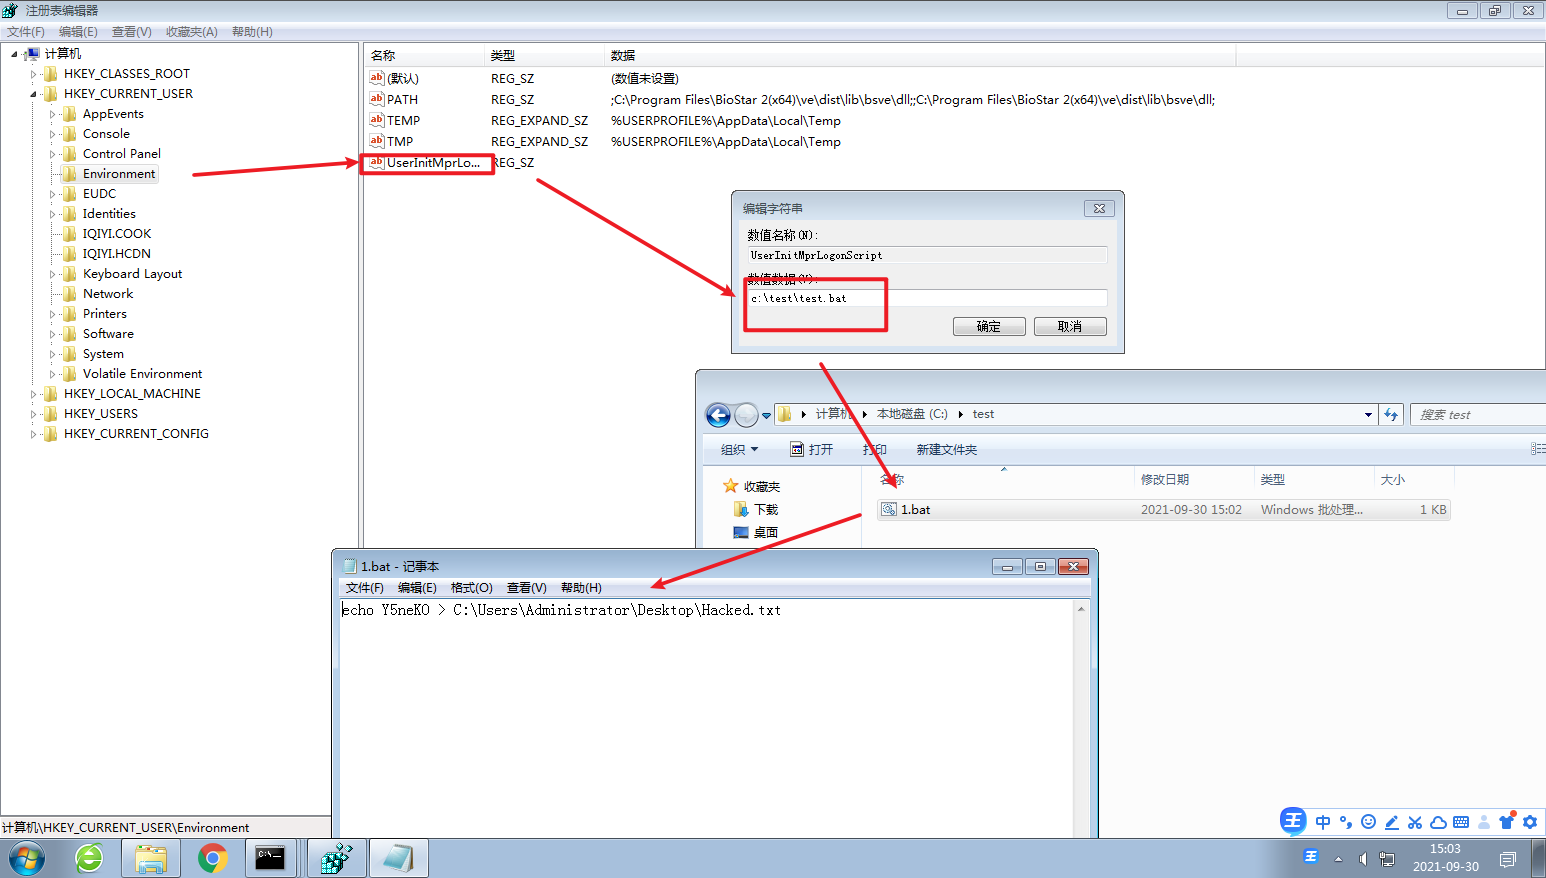 注册表编辑器
文件(F) 编辑(E) 查看(V) 收藏夹(A) 帮助(H)
计算机
HKEY_CLASSES_ROOT
HKEY_CURRENT_USER
AppEvents
Console
Control Panel
Environment
EUDC
Identities
IQIYI.COOK
IQIYI.HCDN
Keyboard Layout
Network
Printers
Software
System
Volatile Environment
HKEY_LOCAL_MACHINE
HKEY_USERS
HKEY_CURRENT_CONFIG
名称 类型 数据
(默认) REG_SZ (数值未设置)
PATH REG_SZ ;C:\Program Files\BioStar 2(x64)\ve\dist\lib\bsve\dll;;C:\Program Files\BioStar 2(x64)\ve\dist\lib\bsve\dll;
TEMP REG_EXPAND_SZ %USERPROFILE%\AppData\Local\Temp
TMP REG_EXPAND_SZ %USERPROFILE%\AppData\Local\Temp
UserInitMprLo... REG_SZ
编辑字符串
数值名称(N):
UserInitMprLogonScript
数值数据(V):
c:\test\test.bat
确定 取消
计算机 本地磁盘 (C:) test
搜索 test
组织 打开 打印 新建文件夹
收藏夹
下载
桌面
名称 修改日期 类型 大小
1.bat 2021-09-30 15:02 Windows 批处理... 1 KB
1.bat - 记事本
文件(F) 编辑(E) 格式(O) 查看(V) 帮助(H)
echo Y5neKO > C:\Users\Administrator\Desktop\Hacked.txt
计算机\HKEY_CURRENT_USER\Environment
王 中
C:\
王
15:03
2021-09-30